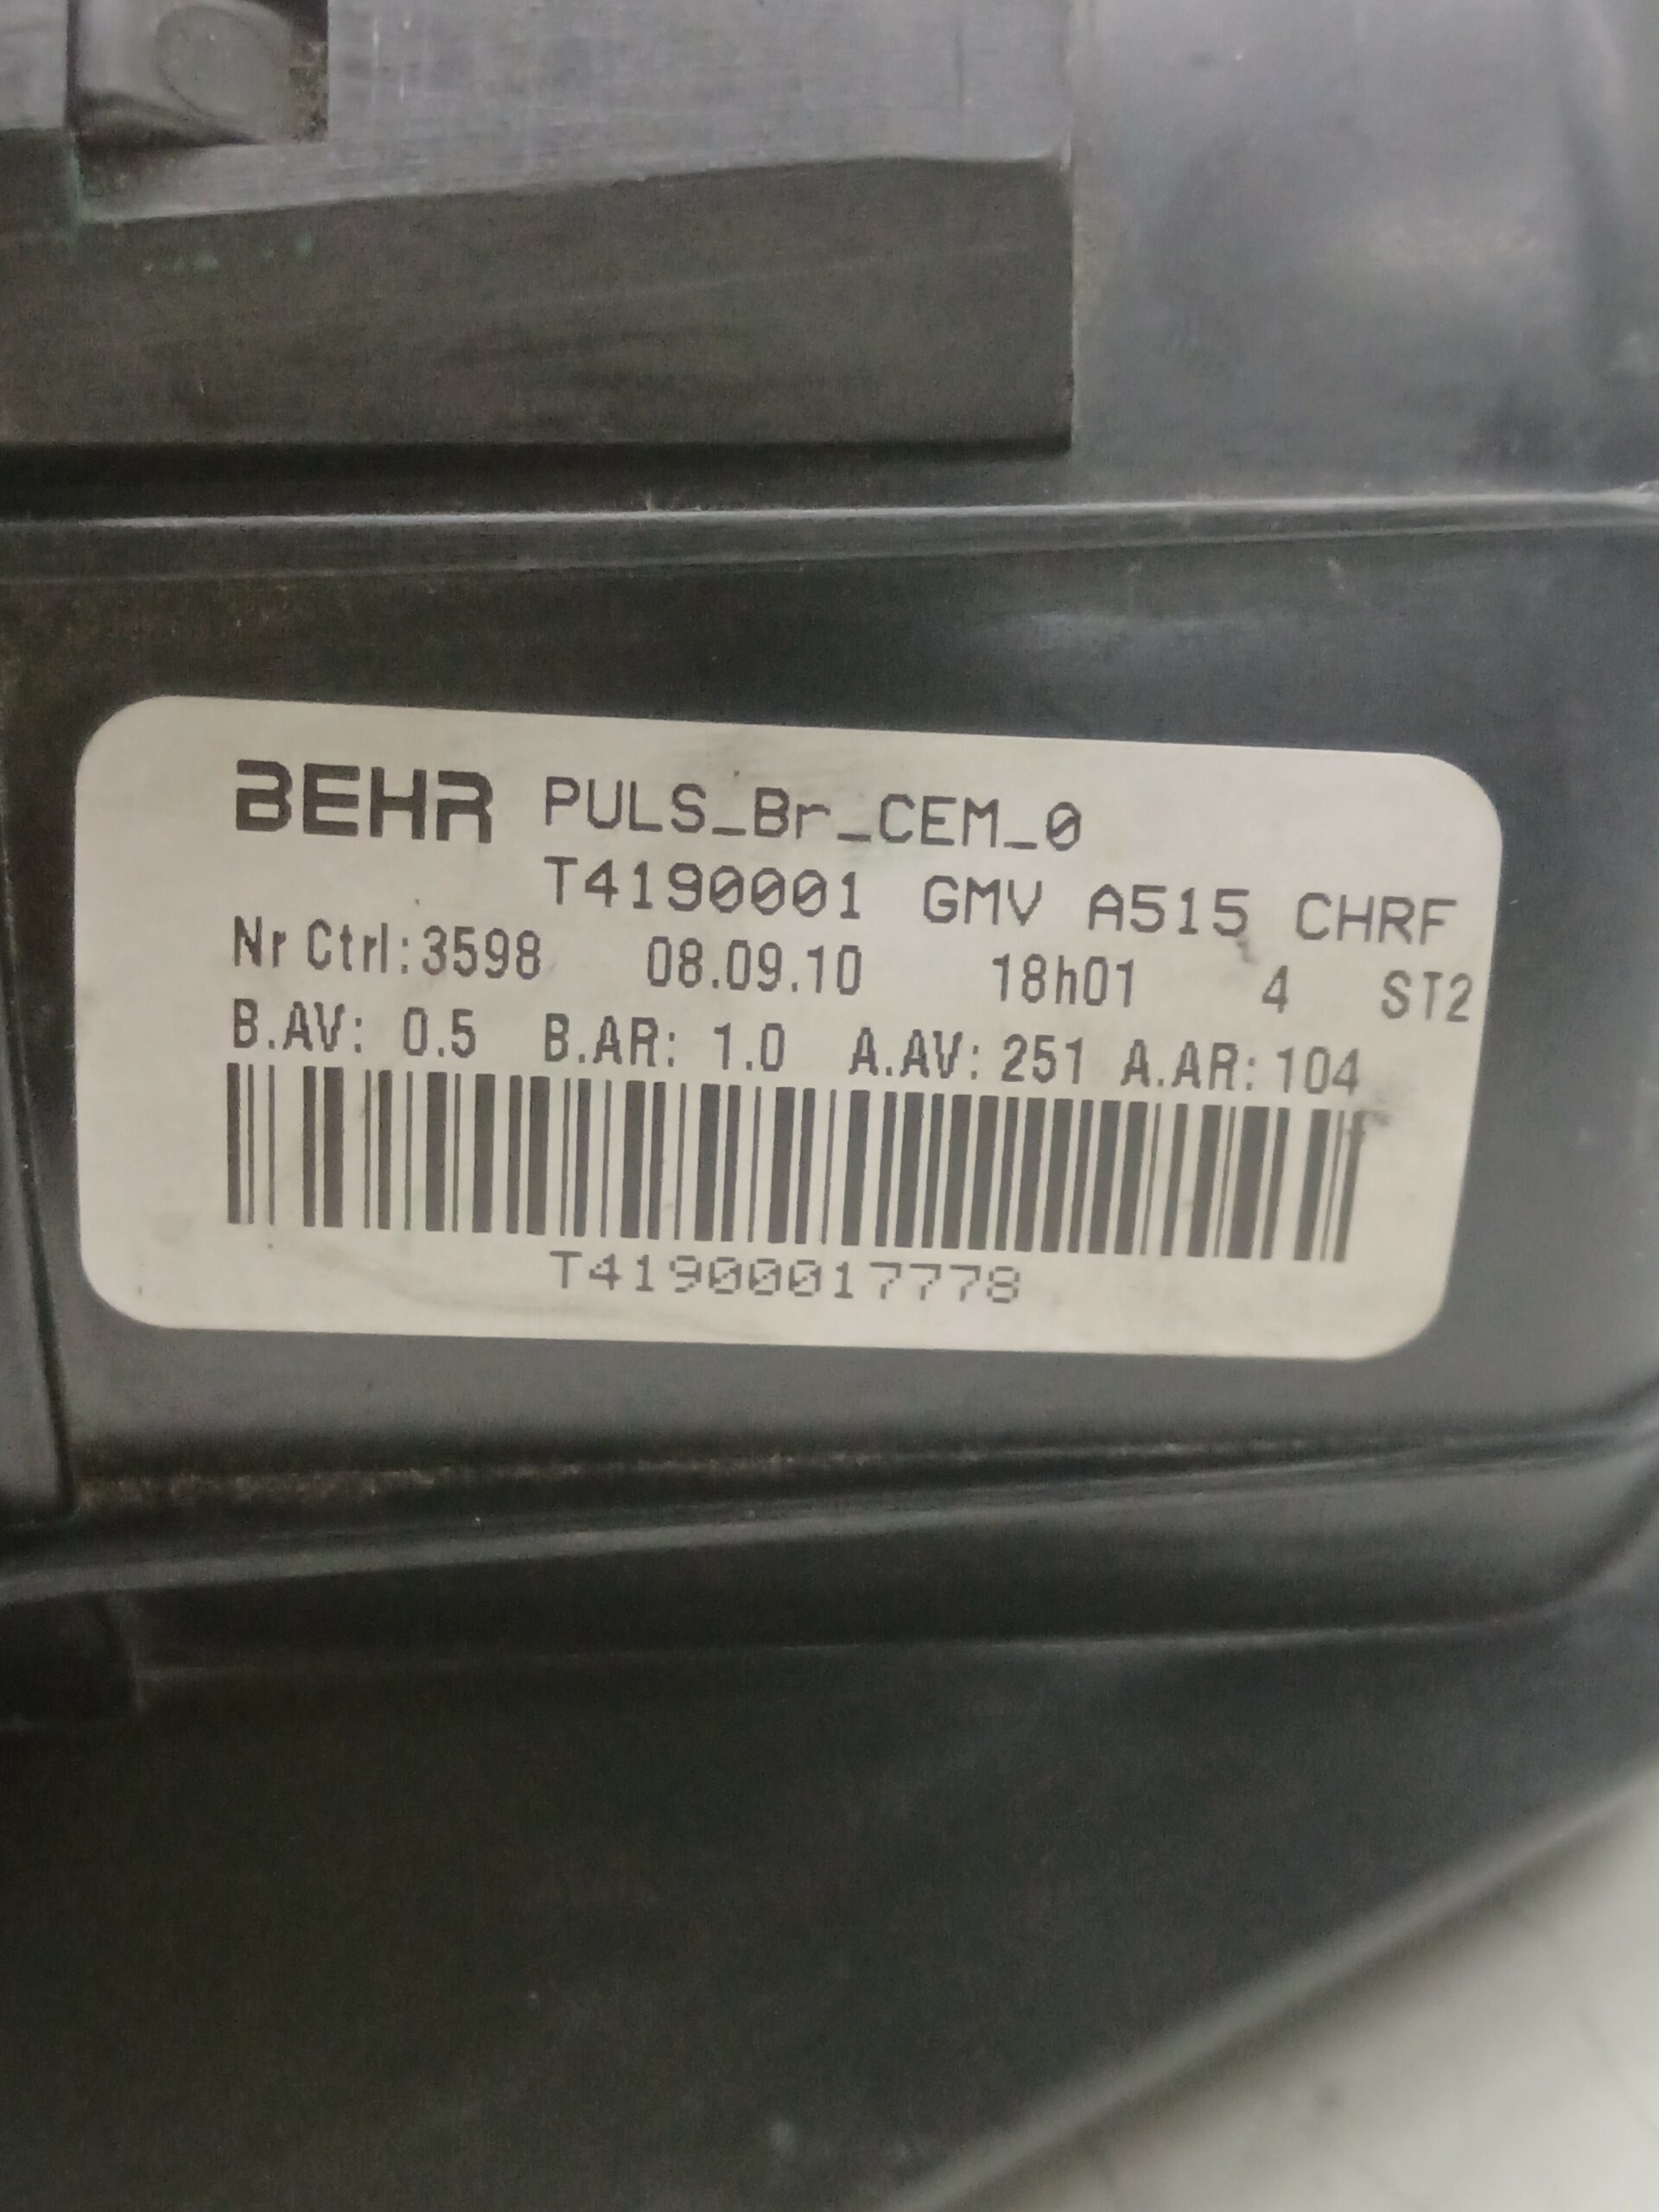 BEHR PULS_Br_CEM_0
T4190001 GMV A515 CHRF
Nr Ctrl:3598 08.09.10 18h01 4 ST2
B.AV: 0.5 B.AR: 1.0 A.AV: 251 A.AR: 104
T41900017778